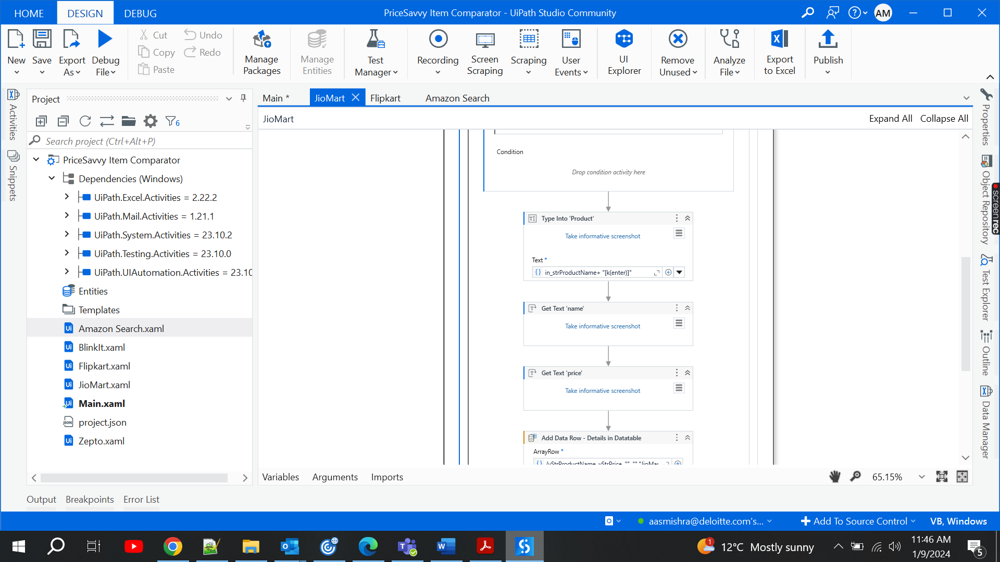 HOME
DESIGN
DEBUG
PriceSavvy Item Comparator - UiPath Studio Community
AM
New
Save
Export As
Debug File
Cut
Copy
Paste
Undo
Redo
Manage Packages
Manage Entities
Test Manager
Recording
Screen Scraping
Scraping
User Events
UI Explorer
Remove Unused
Analyze File
Export to Excel
Publish
Activities
Snippets
Project
6
Search project (Ctrl+Alt+P)
PriceSavvy Item Comparator
Dependencies (Windows)
UiPath.Excel.Activities = 2.22.2
UiPath.Mail.Activities = 1.21.1
UiPath.System.Activities = 23.10.2
UiPath.Testing.Activities = 23.10.0
UiPath.UIAutomation.Activities = 23.10
Entities
Templates
Amazon Search.xaml
BlinkIt.xaml
Flipkart.xaml
JioMart.xaml
Main.xaml
project.json
Zepto.xaml
Main *
JioMart
Flipkart
Amazon Search
JioMart
Expand All
Collapse All
Condition
Drop condition activity here
Type Into 'Product'
Take informative screenshot
Text *
in_strProductName+ "[k(enter)]"
Get Text 'name'
Take informative screenshot
Get Text 'price'
Take informative screenshot
Add Data Row - Details in Datatable
ArrayRow *
{vStrProductName, vStrPrice, "", "","JioMar
Variables
Arguments
Imports
65.15%
Properties
Object Repository
Test Explorer
Outline
Data Manager
screenrec
Output
Breakpoints
Error List
aasmishra@deloitte.com's...
Add To Source Control
VB, Windows
1
12°C Mostly sunny
11:46 AM
1/9/2024
5